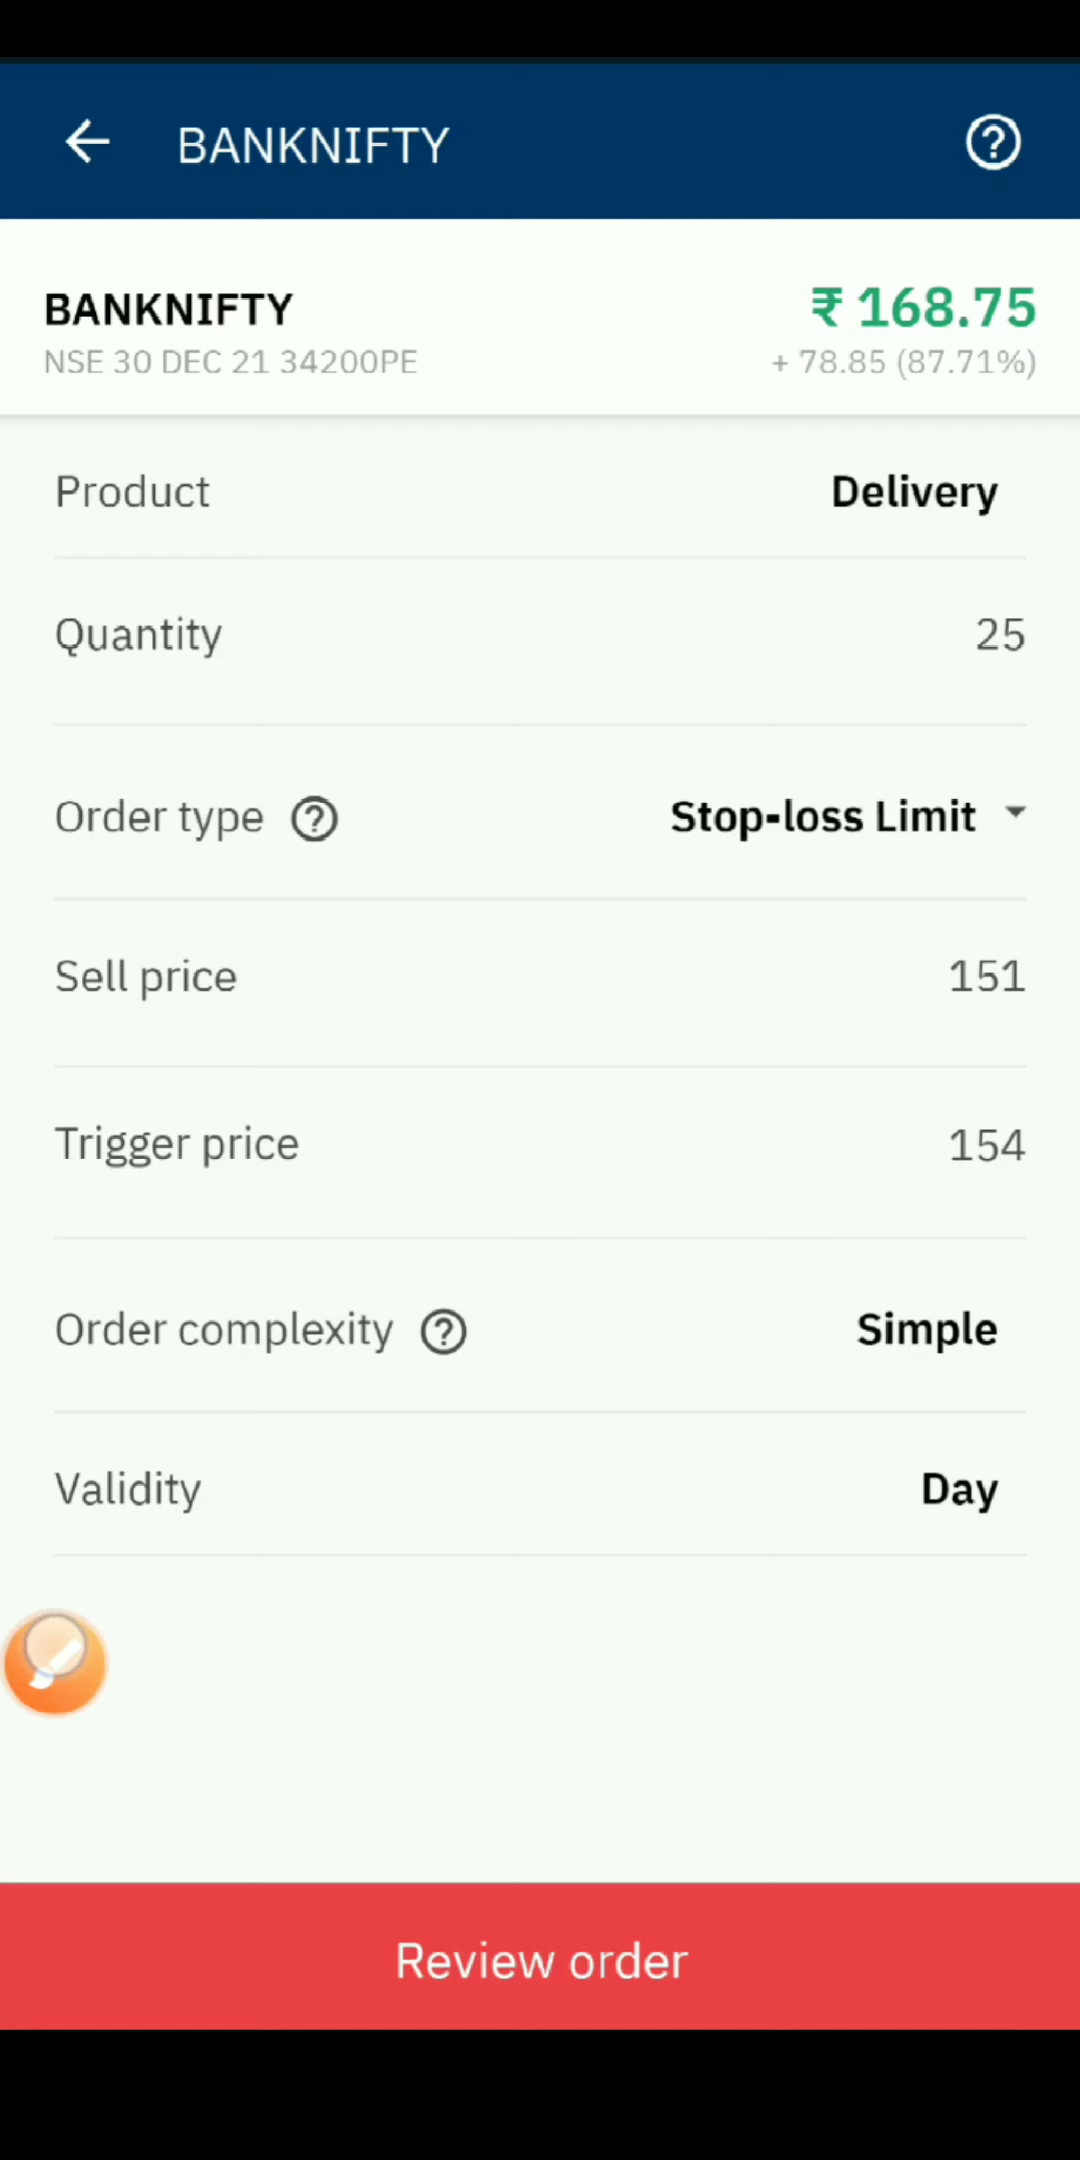 BANKNIFTY
BANKNIFTY ₹ 168.75
NSE 30 DEC 21 34200PE + 78.85 (87.71%)
Product Delivery
Quantity 25
Order type Stop-loss Limit
Sell price 151
Trigger price 154
Order complexity Simple
Validity Day
Review order